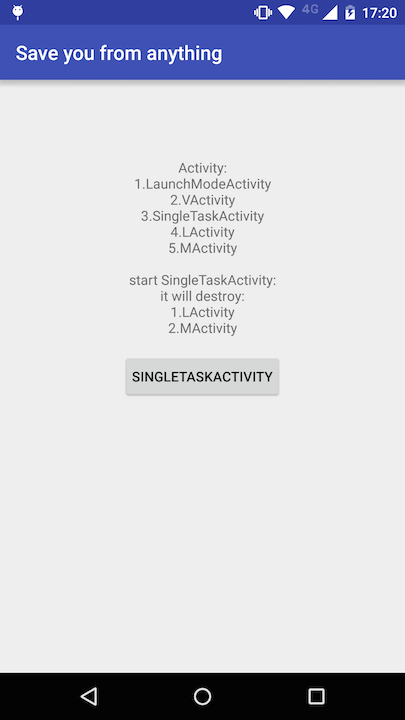 4G 17:20
Save you from anything
Activity:
1.LaunchModeActivity
2.VActivity
3.SingleTaskActivity
4.LActivity
5.MActivity
start SingleTaskActivity:
it will destroy:
1.LActivity
2.MActivity
SINGLETASKACTIVITY